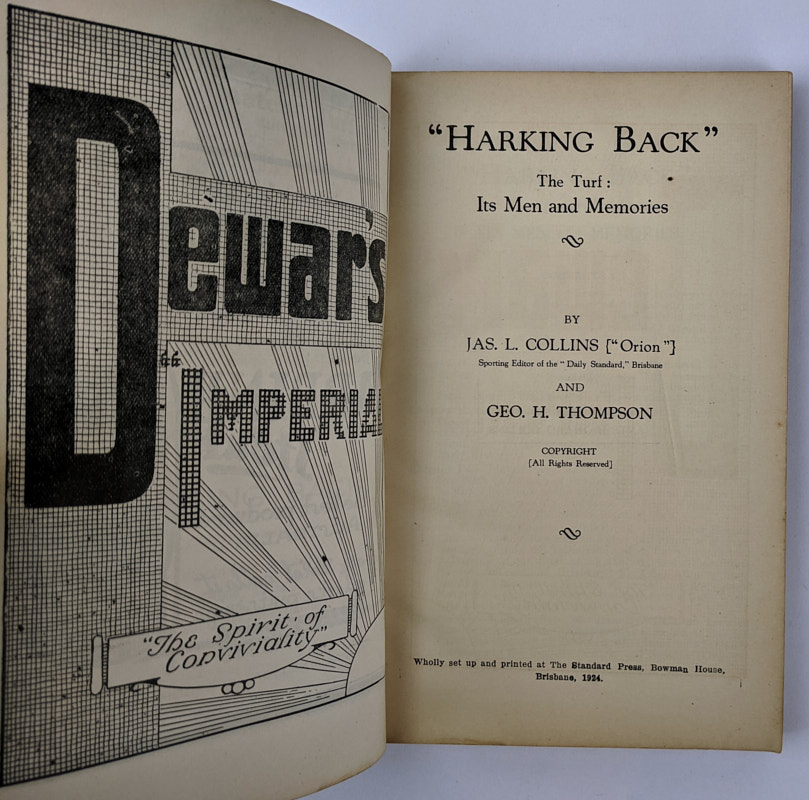 Dewar's
"IMPERIAL
"The Spirit of
Conviviality"
"HARKING BACK"
The Turf :
Its Men and Memories
BY
JAS. L. COLLINS ["Orion"]
Sporting Editor of the "Daily Standard," Brisbane
AND
GEO. H. THOMPSON
COPYRIGHT
[All Rights Reserved]
Wholly set up and printed at The Standard Press, Bowman House,
Brisbane, 1924.